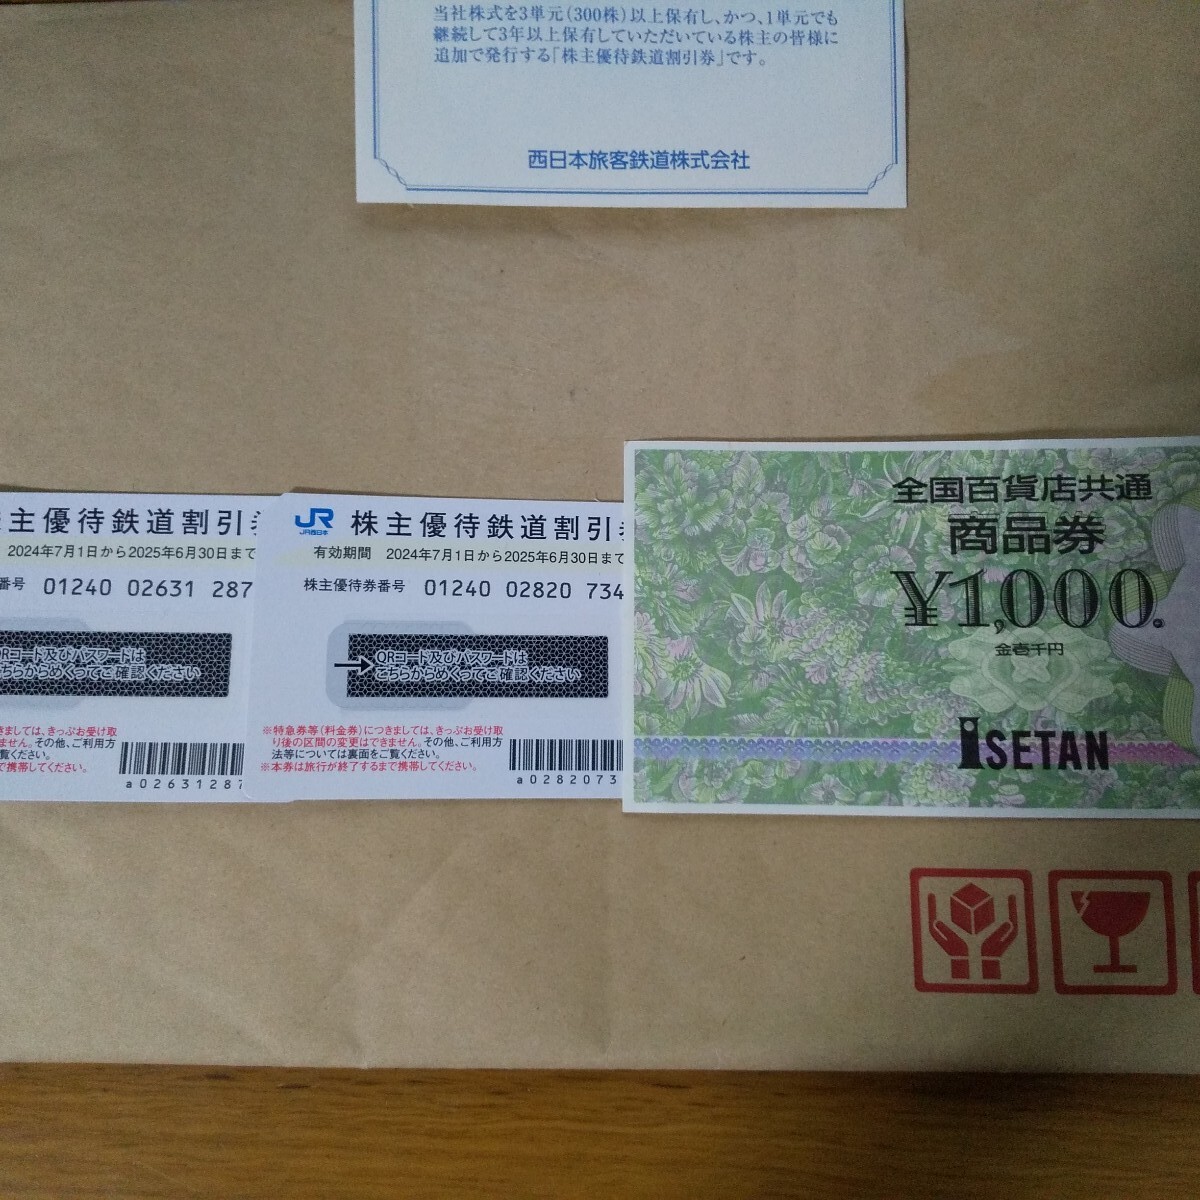 当社株式を3単元(300株)以上保有し、かつ、1単元でも
継続して3年以上保有していただいている株主の皆様に
追加で発行する「株主優待鉄道割引券」です。
西日本旅客鉄道株式会社
主優待鉄道割引
2024年7月1日から2025年6月30日まで
番号 01240 02631 287
QRコード及びパスワードは
こちらからめくってご確認ください
きましては、きっぷお受け取
ません。その他、ご利用方
覧ください。
で携帯してください。
a02631287
JR
JR西日本
株主優待鉄道割引
有効期間 2024年7月1日から2025年6月30日まで
株主優待券番号 01240 02820 734
→QRコード及びパスワードは
こちらからめくってご確認ください
※特急券等(料金券)につきましては、きっぷお受け取
り後の区間の変更はできません。その他、ご利用方
法等については裏面をご覧ください。
※本券は旅行が終了するまで携帯してください。
a0282073
全国百貨店共通
商品券
¥1,000.
金壱千円
ISETAN